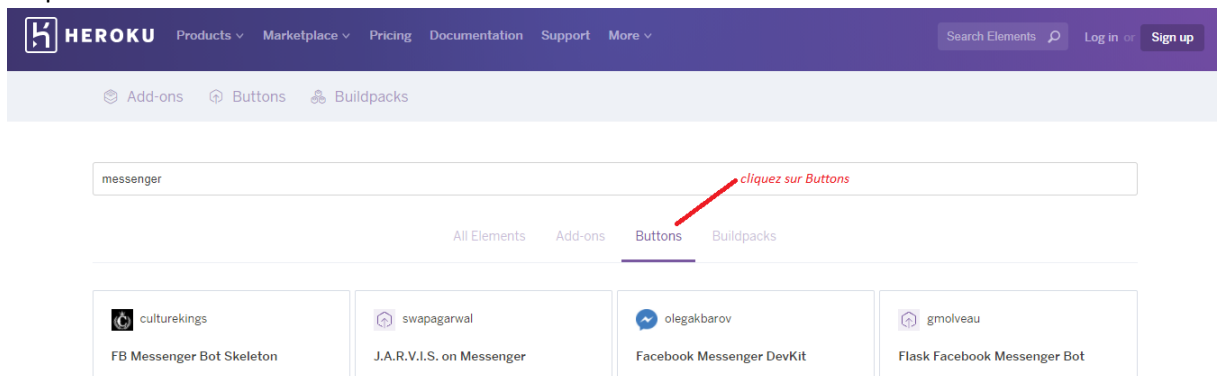 HEROKU Products Marketplace Pricing Documentation Support More Search Elements Log in or Sign up
Add-ons Buttons Buildpacks
messenger
cliquez sur Buttons
All Elements Add-ons Buttons Buildpacks
culturekings swapagarwal olegakbarov gmolveau
FB Messenger Bot Skeleton J.A.R.V.I.S. on Messenger Facebook Messenger DevKit Flask Facebook Messenger Bot